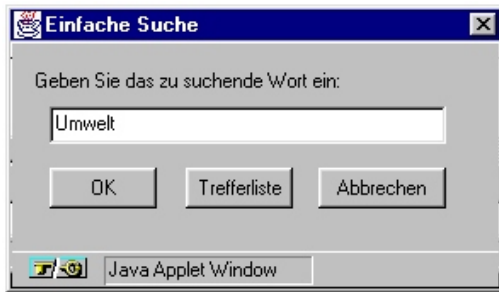 Einfache Suche
Geben Sie das zu suchende Wort ein:
Umwelt
OK Trefferliste Abbrechen
Java Applet Window